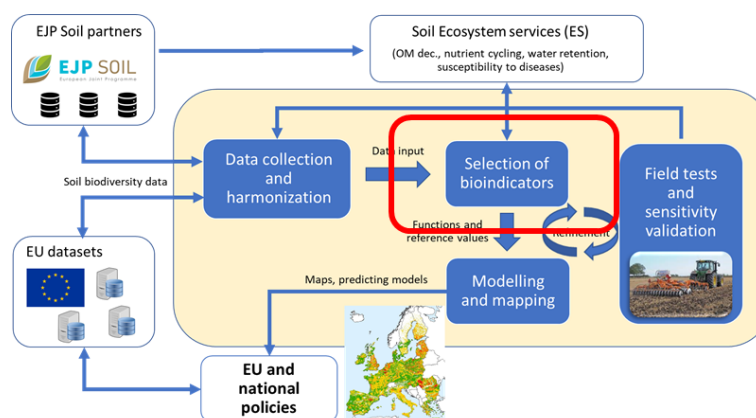 EJP Soil partners
EJP SOIL
European Joint Programme
Soil Ecosystem services (ES)
(OM dec., nutrient cycling, water retention,
susceptibility to diseases)
Data collection
and
harmonization
Data input
Selection of
bioindicators
Field tests
and
sensitivity
validation
Soil biodiversity data
Functions and
reference values
Refinement
EU datasets
Modelling
and mapping
Maps, predicting models
EU and
national
policies